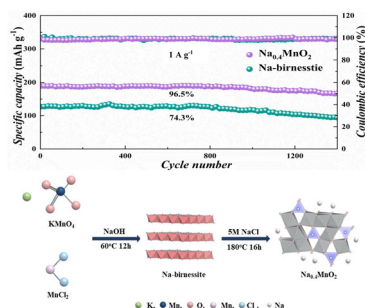 Specific capacity (mAh g⁻¹)
400
300
200
100
0
1 A g⁻¹
Na₀.₄MnO₂
Na-birnesstie
96.5%
74.3%
100
80
60
40
20
0
Coulombic efficiency (%)
0 400 800 1200
Cycle number
KMnO₄
MnCl₂
NaOH
60°C 12h
Na-birnessite
5M NaCl
180°C 16h
Na₀.₄MnO₂
K, Mn, O, Mn, Cl, Na